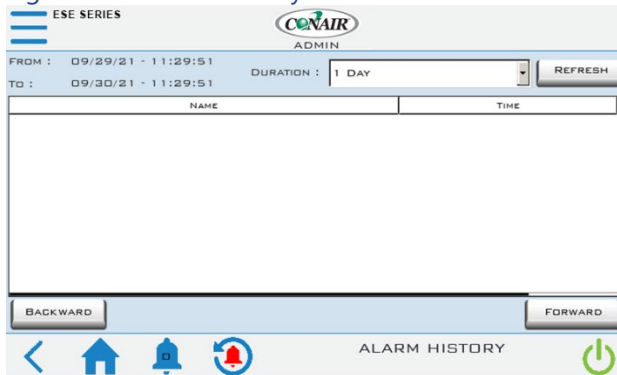 ESE SERIES
CONAIR
ADMIN
FROM : 09/29/21 - 11:29:51
TO : 09/30/21 - 11:29:51
DURATION : 1 DAY
REFRESH
NAME TIME
BACKWARD FORWARD
0
ALARM HISTORY